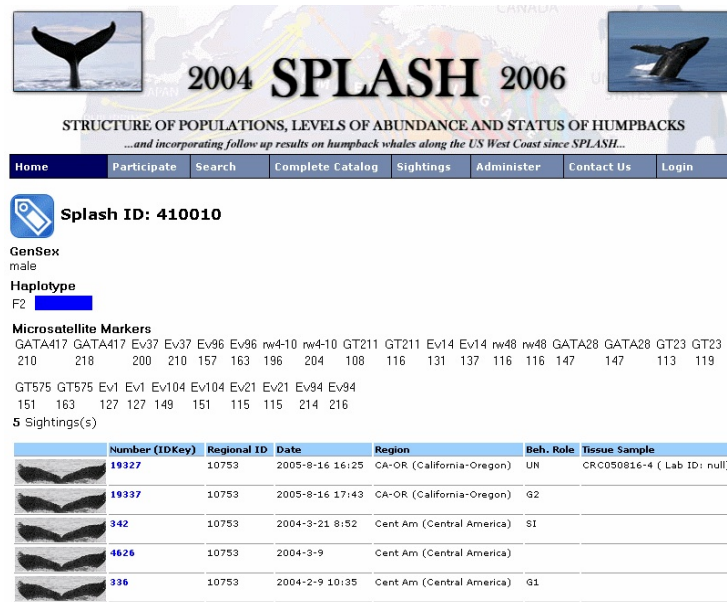 CANADA
2004 SPLASH 2006
JAPAN
STRUCTURE OF POPULATIONS, LEVELS OF ABUNDANCE AND STATUS OF HUMPBACKS
...and incorporating follow up results on humpback whales along the US West Coast since SPLASH...
Home Participate Search Complete Catalog Sightings Administer Contact Us Login
Splash ID: 410010
GenSex
male
Haplotype
F2
Microsatellite Markers
GATA417 GATA417 Ev37 Ev37 Ev96 Ev96 rw4-10 rw4-10 GT211 GT211 Ev14 Ev14 rw48 rw48 GATA28 GATA28 GT23 GT23
210 218 200 210 157 163 196 204 108 116 131 137 116 116 147 147 113 119
GT575 GT575 Ev1 Ev1 Ev104 Ev104 Ev21 Ev21 Ev94 Ev94
151 163 127 127 149 151 115 115 214 216
5 Sightings(s)
Number (IDKey) Regional ID Date Region Beh. Role Tissue Sample
19327 10753 2005-8-16 16:25 CA-OR (California-Oregon) UN CRC050816-4 ( Lab ID: null)
19337 10753 2005-8-16 17:43 CA-OR (California-Oregon) G2
342 10753 2004-3-21 8:52 Cent Am (Central America) SI
4626 10753 2004-3-9 Cent Am (Central America)
336 10753 2004-2-9 10:35 Cent Am (Central America) G1